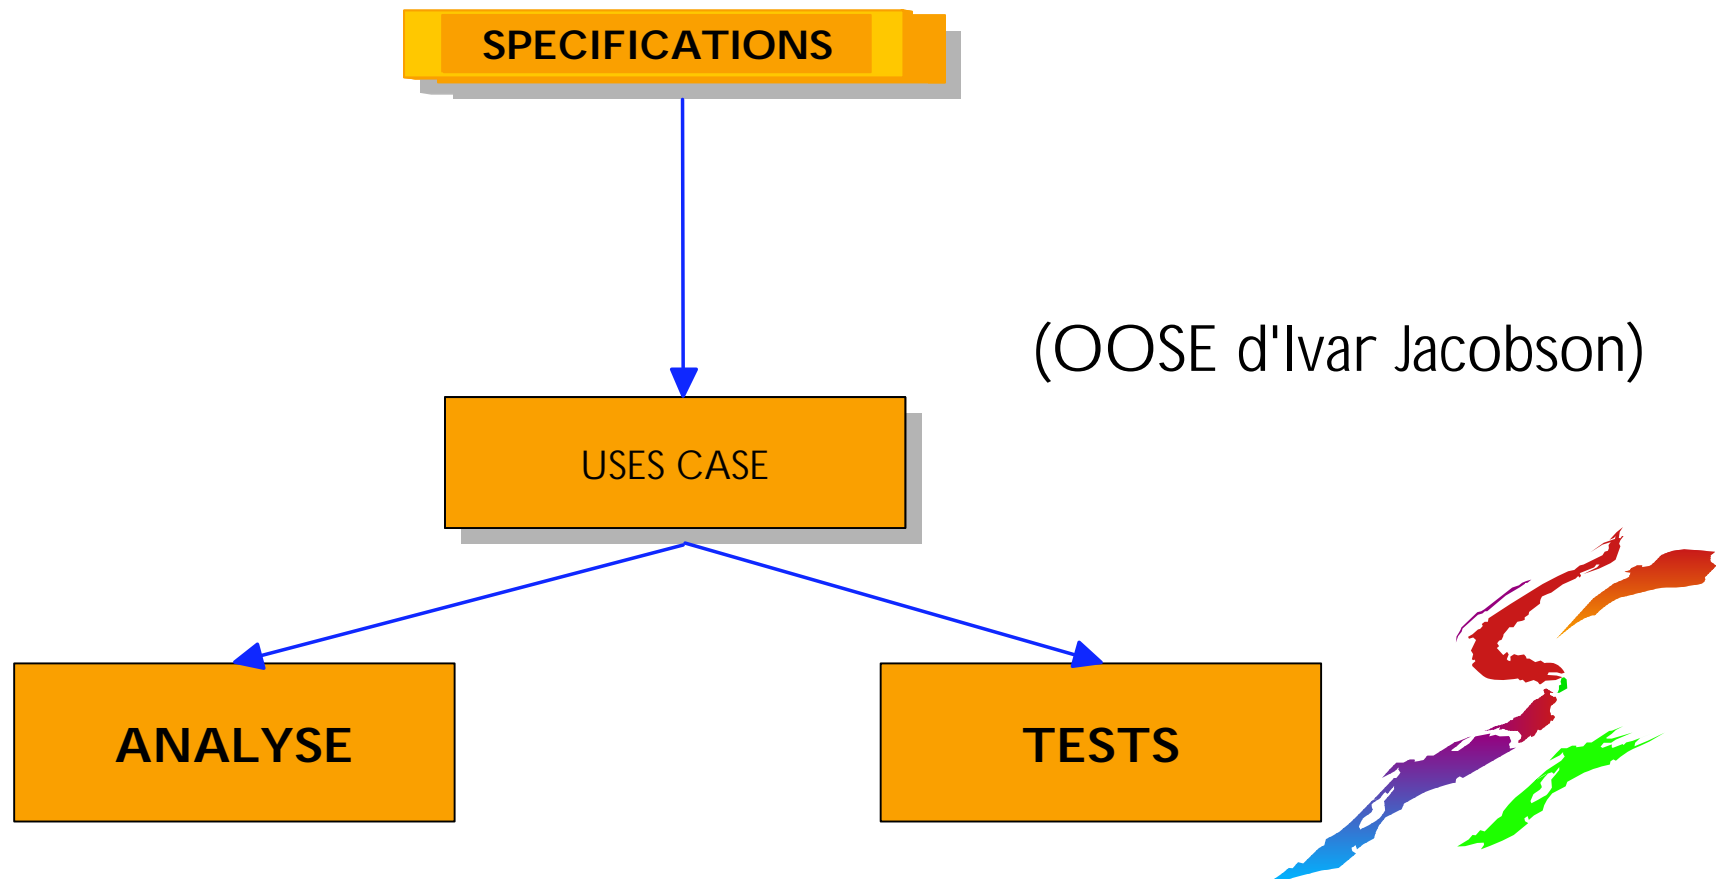 SPECIFICATIONS
(OOSE d'Ivar Jacobson)
USES CASE
ANALYSE
TESTS